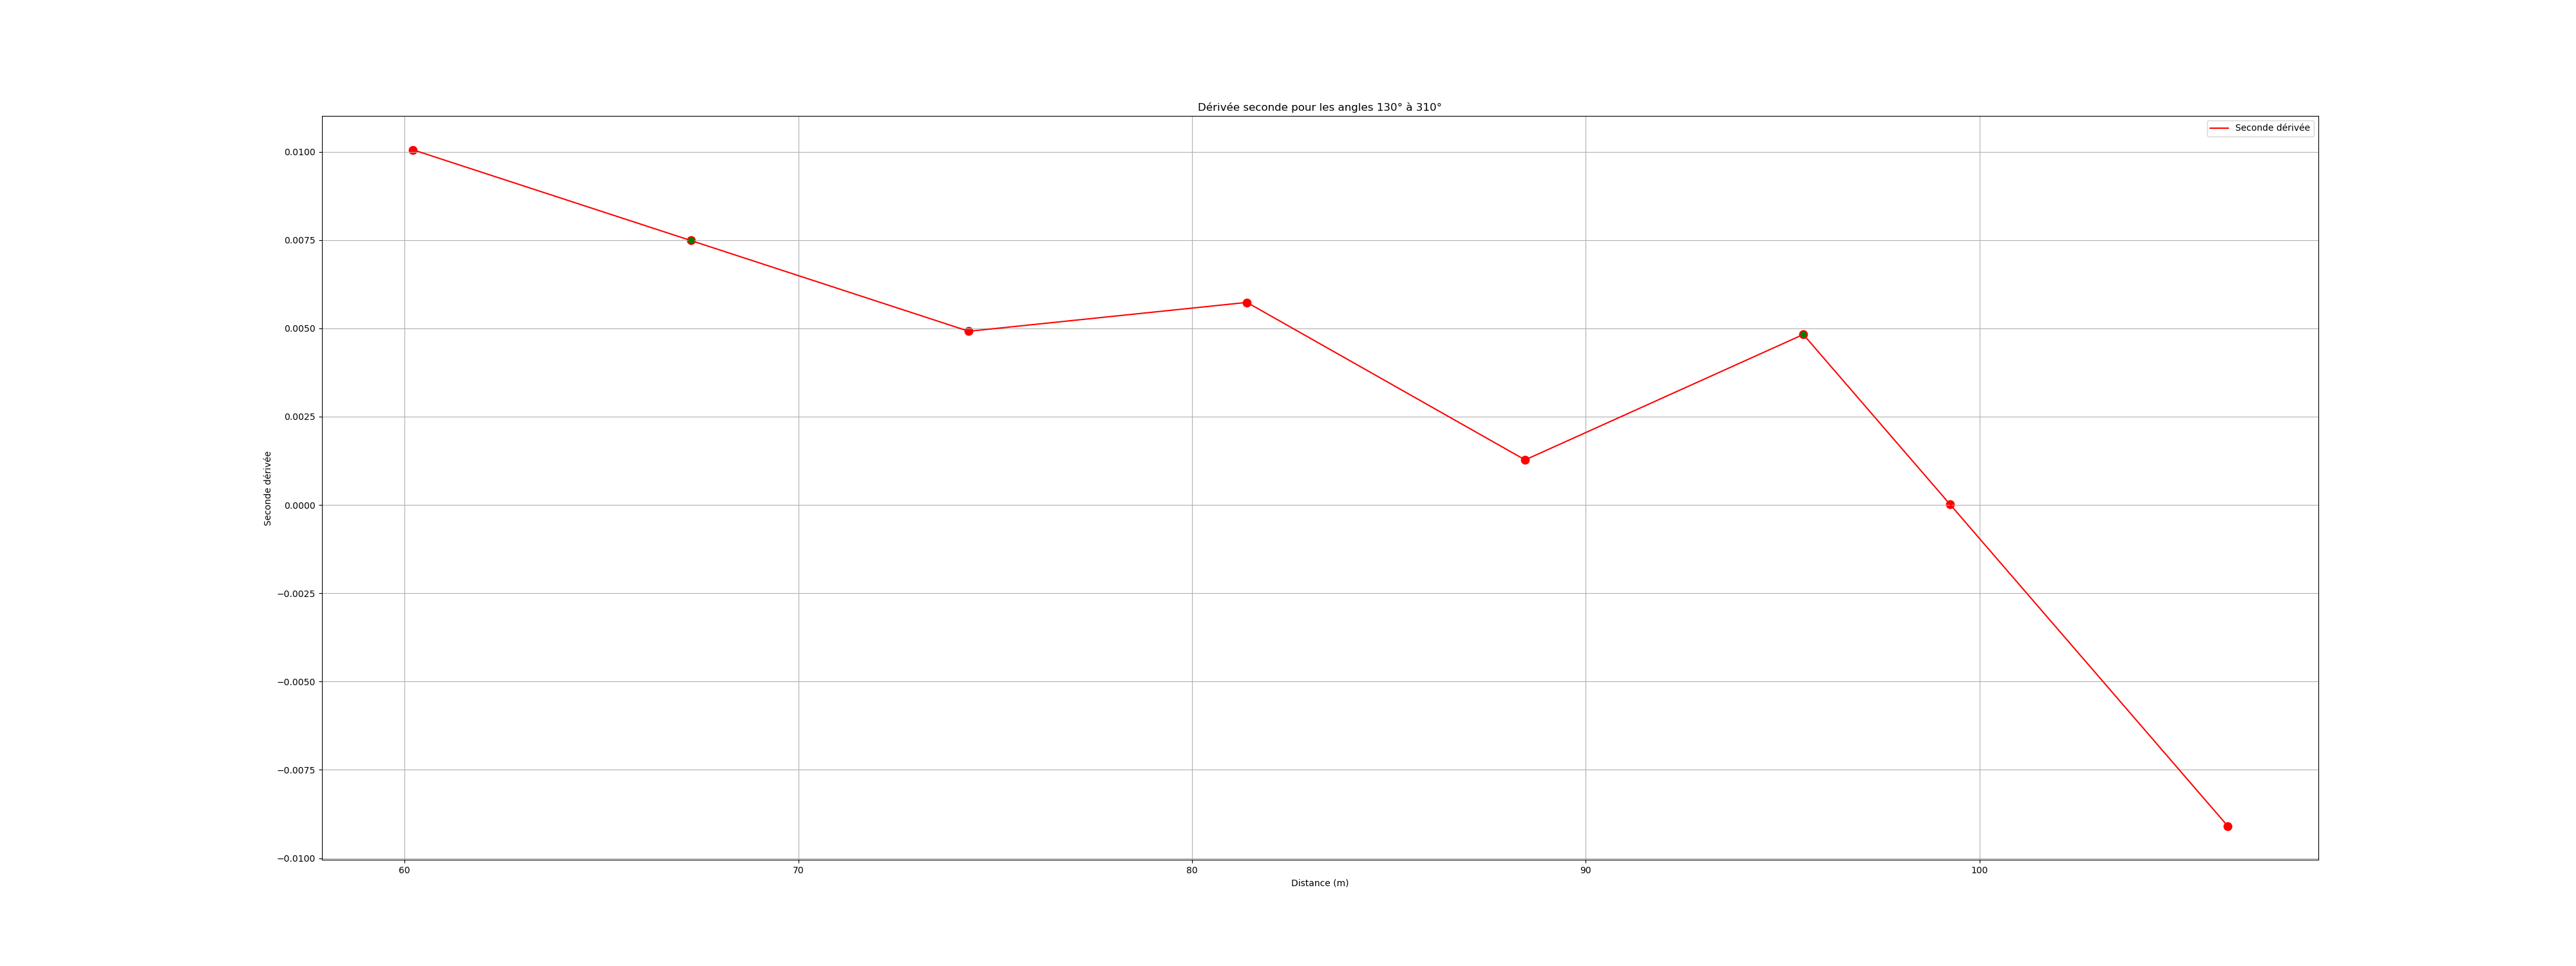 Dérivée seconde pour les angles 130° à 310°
Seconde dérivée
0.0100
0.0075
0.0050
0.0025
0.0000
−0.0025
−0.0050
−0.0075
−0.0100
Seconde dérivée
60 70 80 90 100
Distance (m)